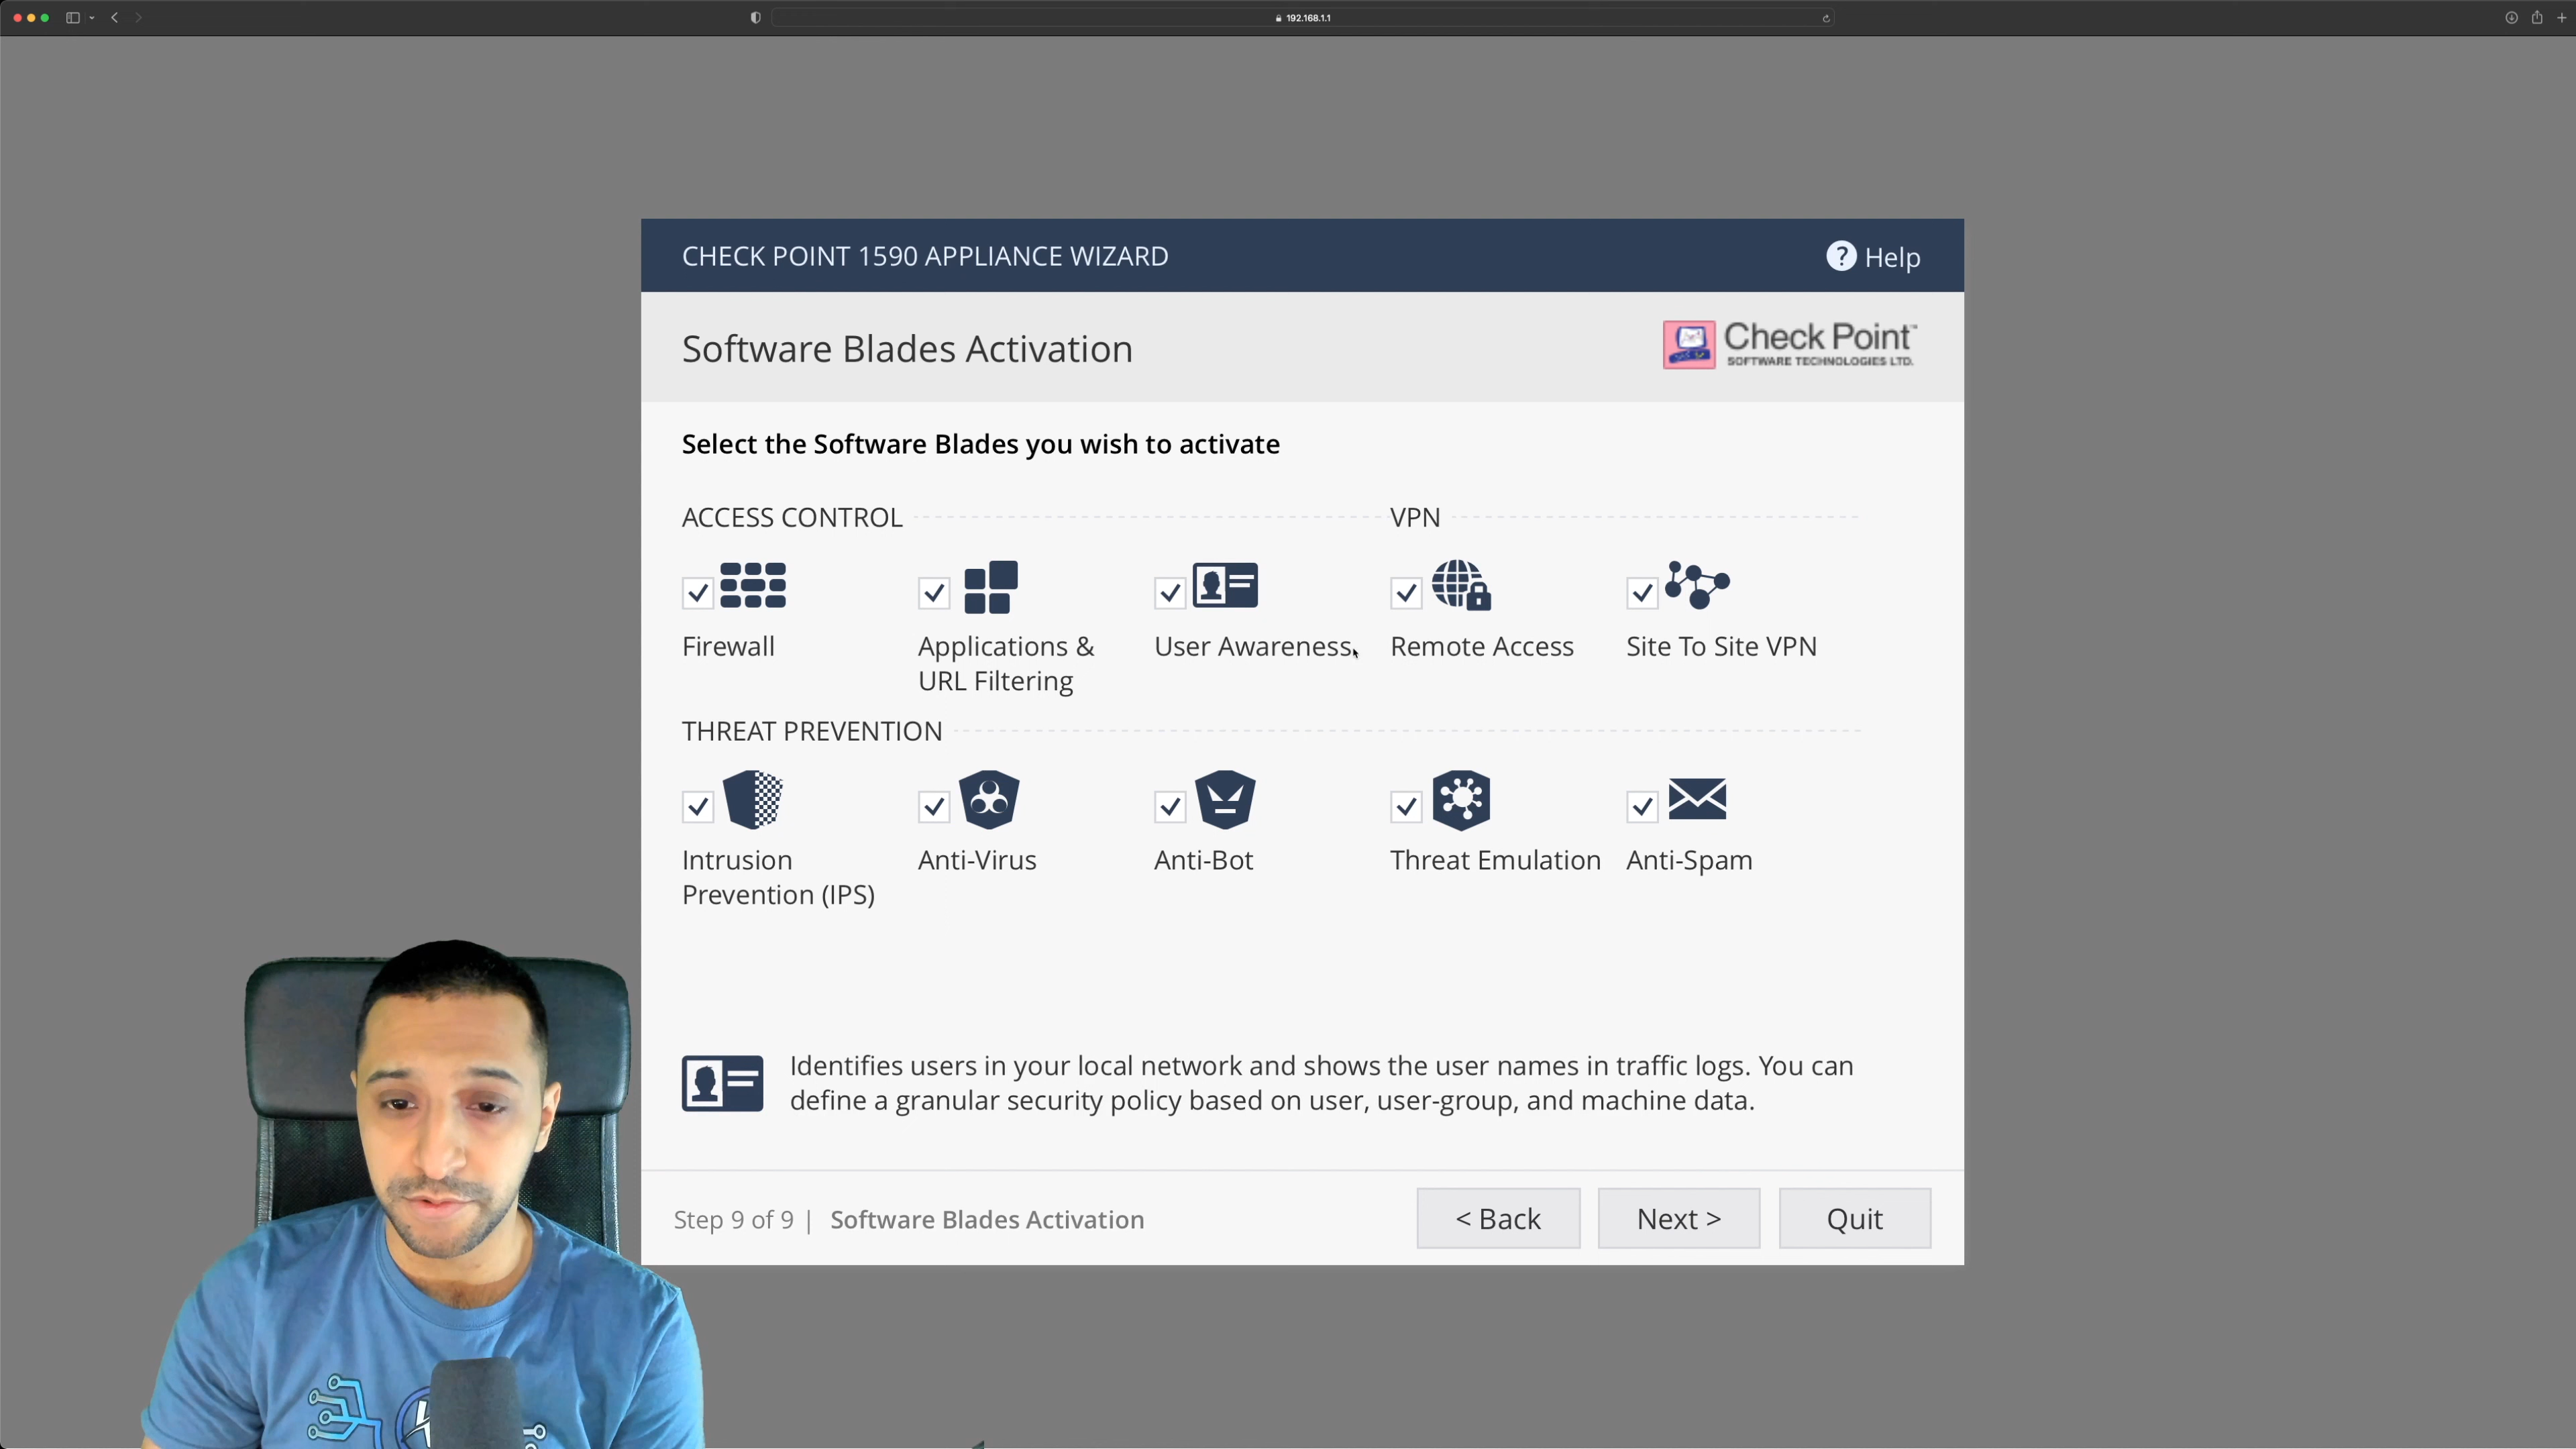 192.168.1.1
CHECK POINT 1590 APPLIANCE WIZARD
? Help
Software Blades Activation
Check Point™
SOFTWARE TECHNOLOGIES LTD.
Select the Software Blades you wish to activate
ACCESS CONTROL
VPN
Firewall
Applications &
URL Filtering
User Awareness
Remote Access
Site To Site VPN
THREAT PREVENTION
Intrusion
Prevention (IPS)
Anti-Virus
Anti-Bot
Threat Emulation
Anti-Spam
Identifies users in your local network and shows the user names in traffic logs. You can
define a granular security policy based on user, user-group, and machine data.
Step 9 of 9 | Software Blades Activation
< Back
Next >
Quit